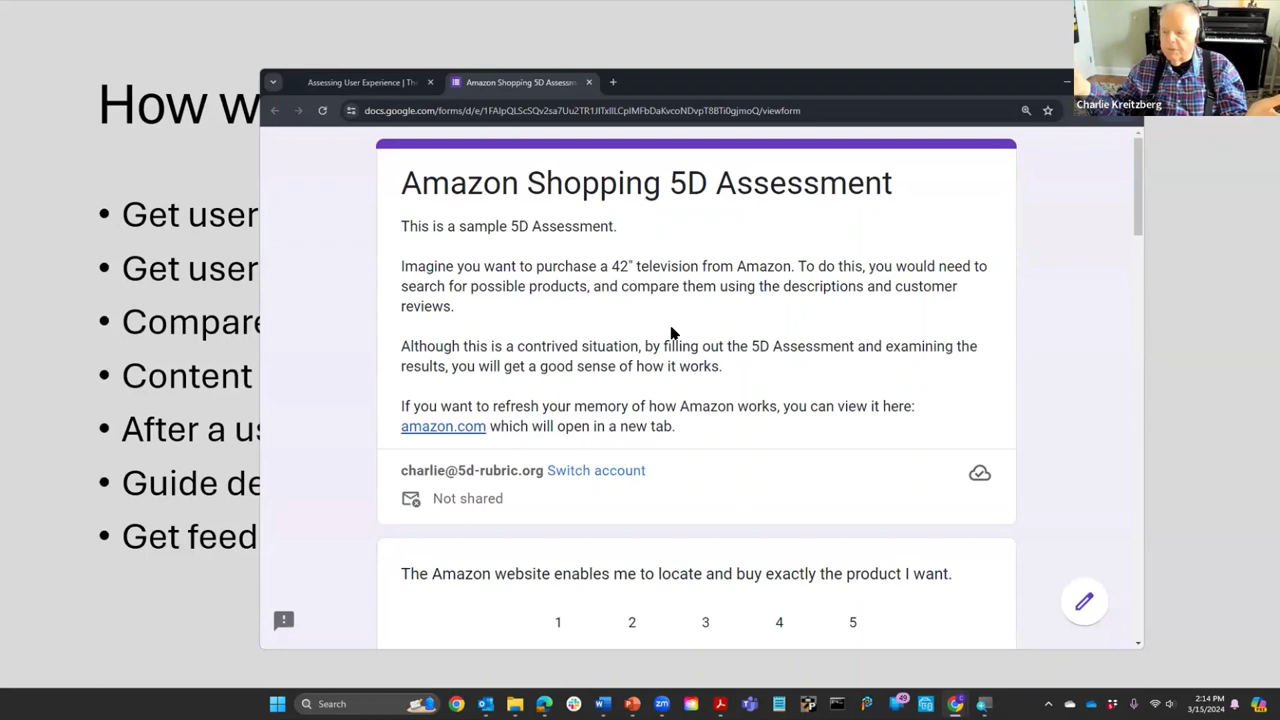 How w
• Get user
• Get user
• Compare
• Content
• After a us
• Guide de
• Get feed
Assessing User Experience | The
Amazon Shopping 5D Assessm
Amazon Shopping 5D Assessment
This is a sample 5D Assessment.
Imagine you want to purchase a 42" television from Amazon. To do this, you would need to
search for possible products, and compare them using the descriptions and customer
reviews.
Although this is a contrived situation, by filling out the 5D Assessment and examining the
results, you will get a good sense of how it works.
If you want to refresh your memory of how Amazon works, you can view it here:
amazon.com which will open in a new tab.
charlie@5d-rubric.org Switch account
Not shared
The Amazon website enables me to locate and buy exactly the product I want.
1 2 3 4 5
Charlie Kreitzberg
Search
49
2:14 PM
3/15/2024